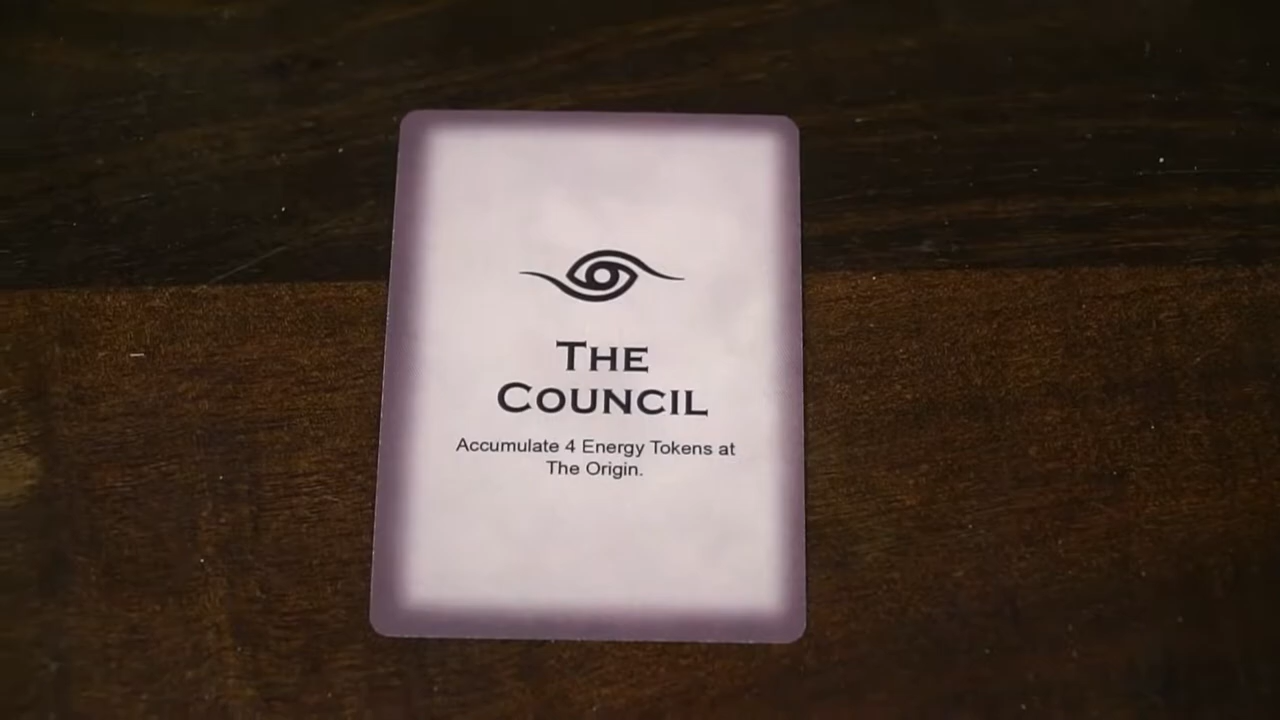 THE
COUNCIL
Accumulate 4 Energy Tokens at
The Origin.